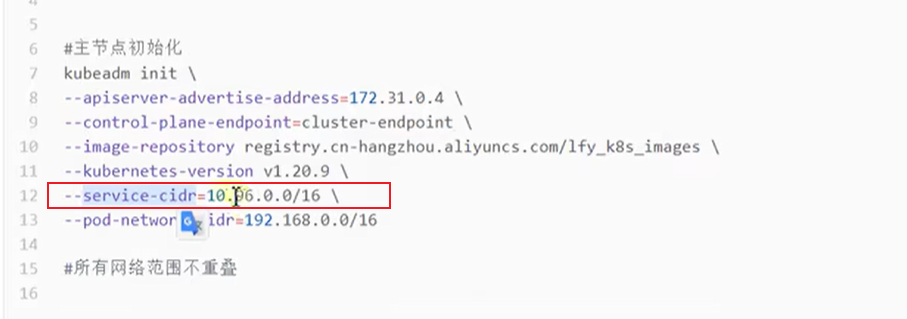 5
6 #主节点初始化
7 kubeadm init \
8 --apiserver-advertise-address=172.31.0.4 \
9 --control-plane-endpoint=cluster-endpoint \
10 --image-repository registry.cn-hangzhou.aliyuncs.com/lfy_k8s_images \
11 --kubernetes-version v1.20.9 \
12 --service-cidr=10.96.0.0/16 \
13 --pod-networ idr=192.168.0.0/16
14
15 #所有网络范围不重叠
16